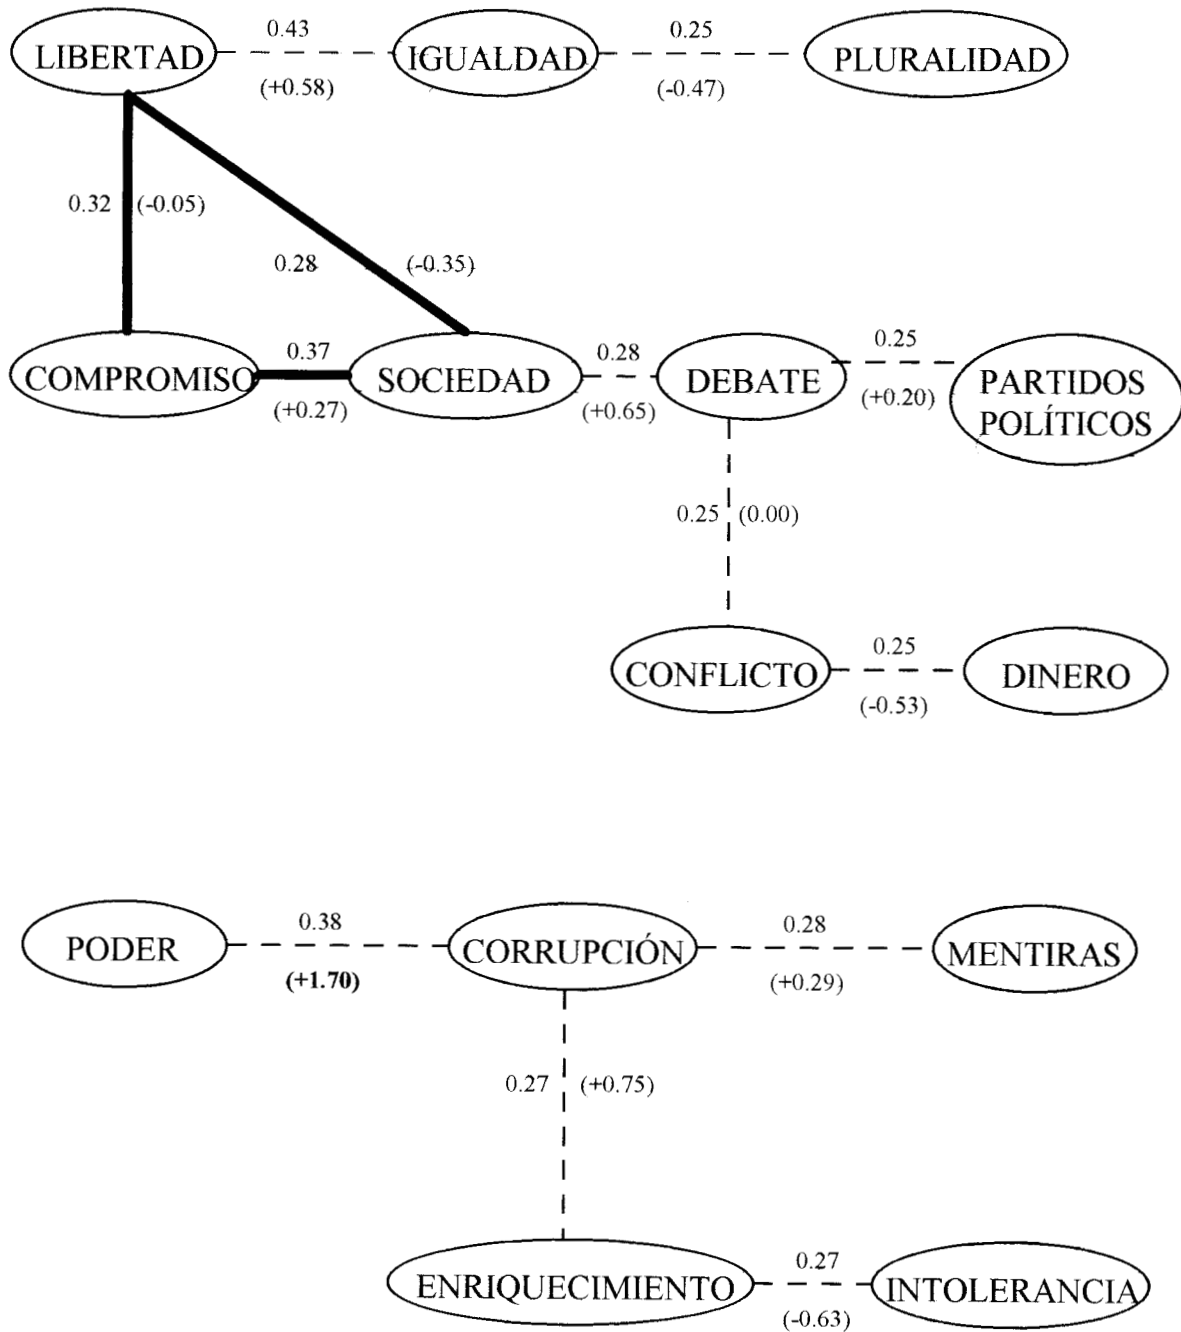 0.43 0.25
LIBERTAD IGUALDAD PLURALIDAD
(+0.58) (-0.47)
0.32 (-0.05)
0.28 (-0.35)
0.37 0.28 0.25
COMPROMISO SOCIEDAD DEBATE PARTIDOS
POLÍTICOS
(+0.27) (+0.65) (+0.20)
0.25 (0.00)
0.25
CONFLICTO DINERO
(-0.53)
0.38 0.28
PODER CORRUPCIÓN MENTIRAS
(+1.70) (+0.29)
0.27 (+0.75)
0.27
ENRIQUECIMIENTO INTOLERANCIA
(-0.63)